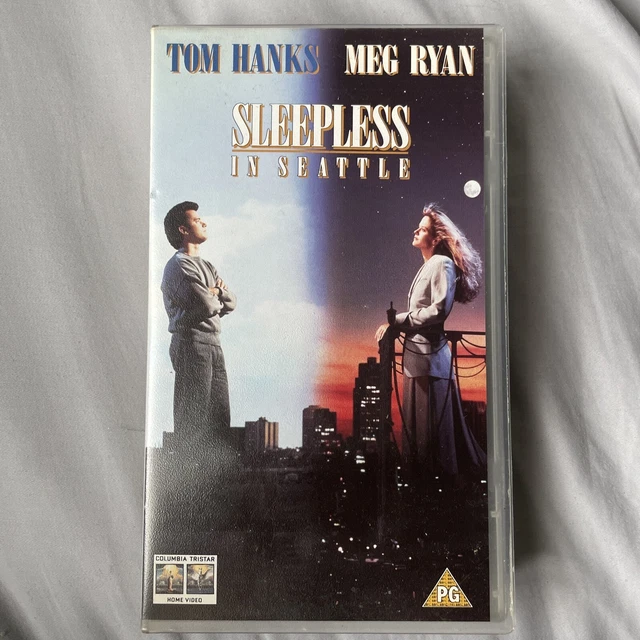 TOM HANKS MEG RYAN
SLEEPLESS
IN SEATTLE
COLUMBIA TRISTAR
HOME VIDEO
PG